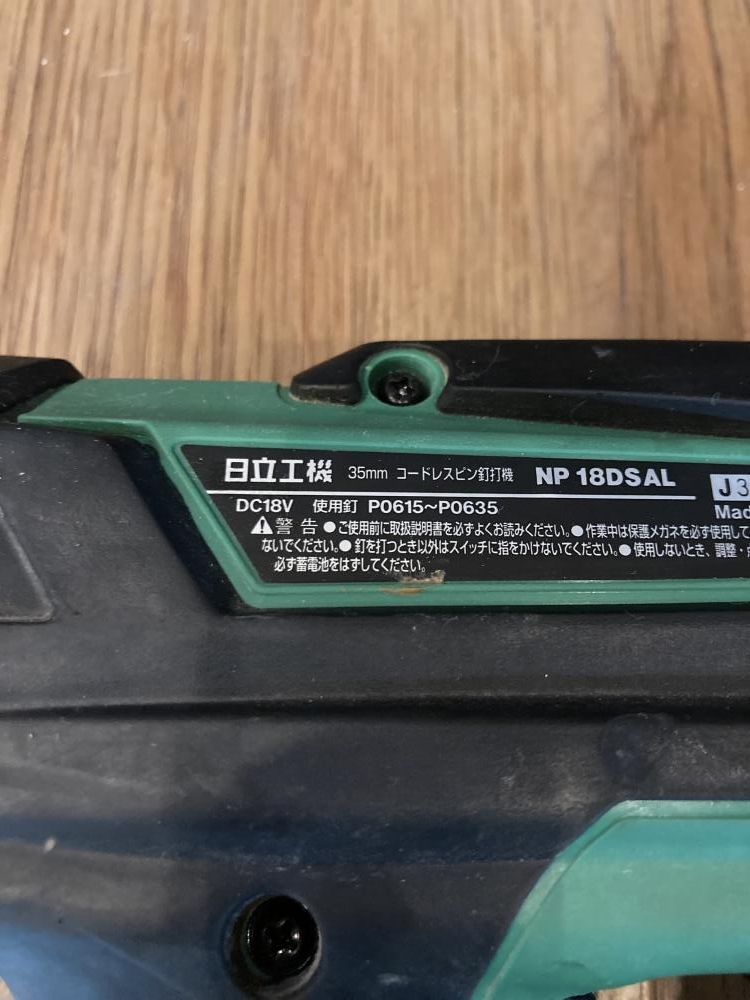 日立工機 35mm コードレスピン釘打機 NP 18DSAL J3
DC18V 使用釘 P0615～P0635 Mad
⚠警告 ●ご使用前に取扱説明書を必ずよくお読みください。●作業中は保護メガネを必ず使用して
ないでください。●釘を打つとき以外はスイッチに指をかけないでください。●使用しないとき、調整・
必ず蓄電池をはずしてください。